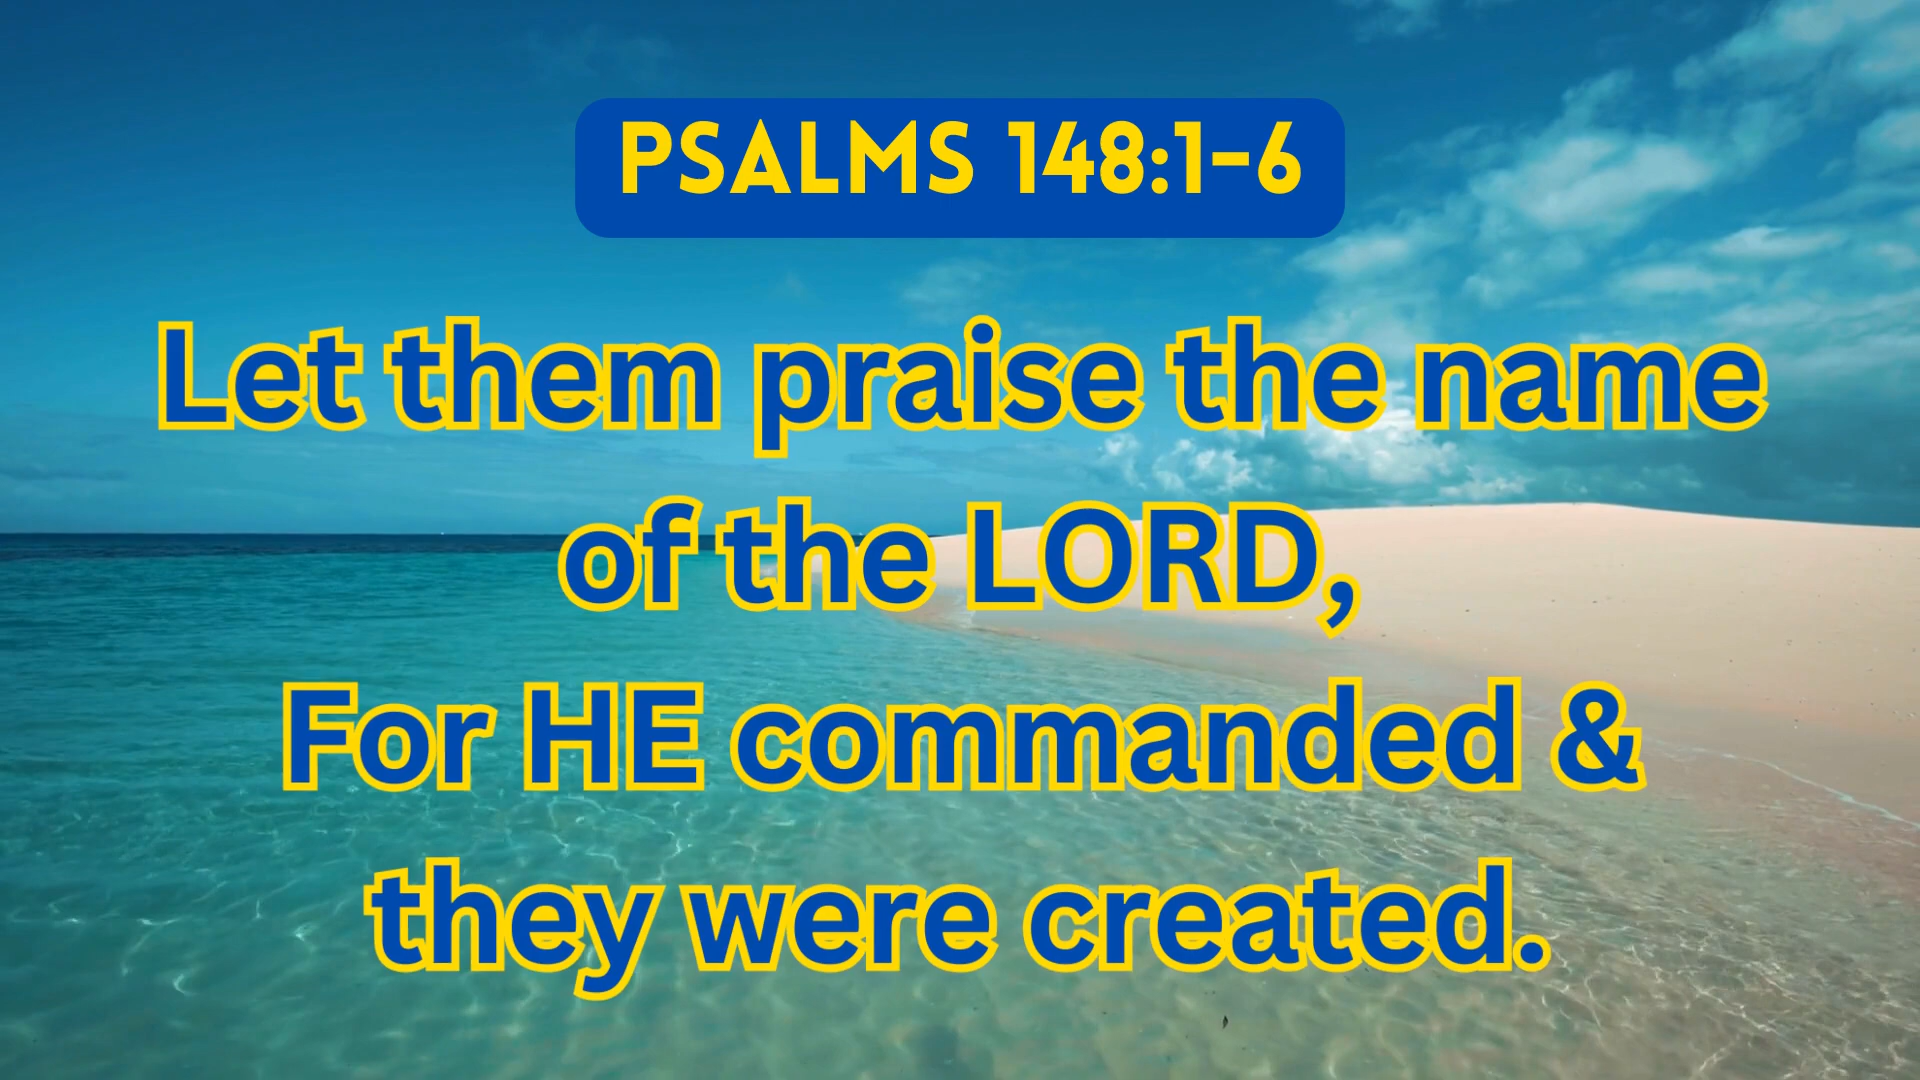 PSALMS 148:1-6
Let them praise the name
of the LORD,
For HE commanded &
they were created.